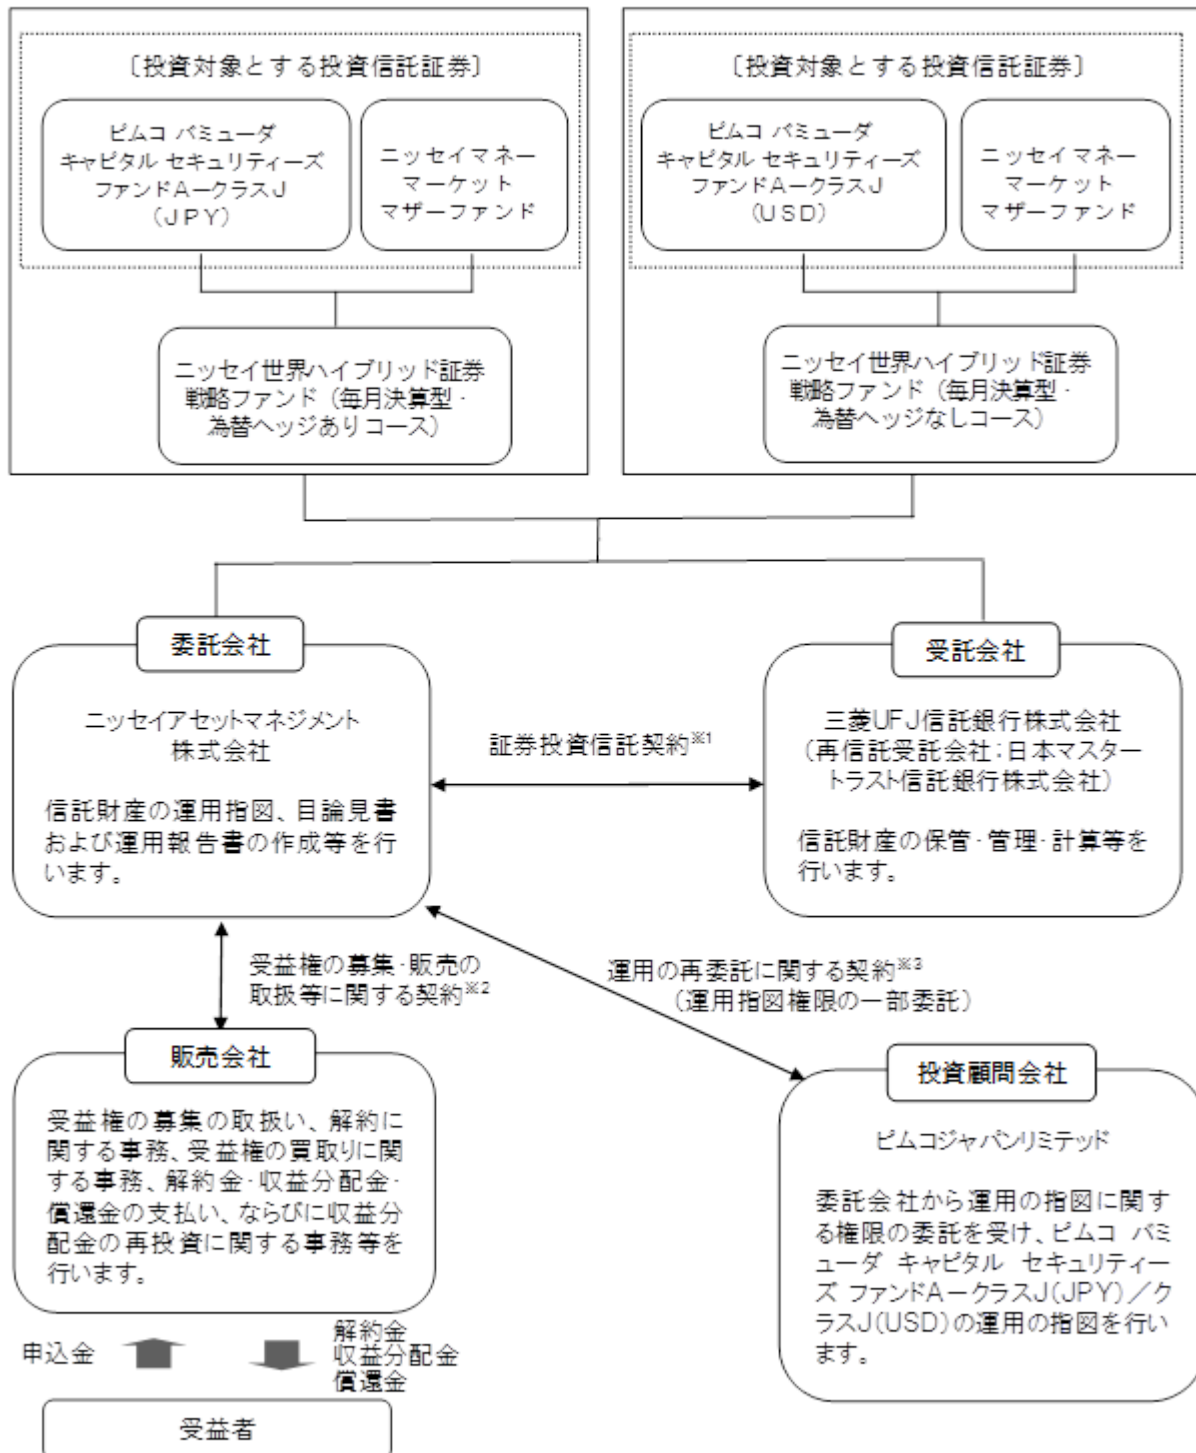 〔投資対象とする投資信託証券〕
ピムコ バミューダ
キャピタル セキュリティーズ
ファンドA－クラスJ
（JPY）
ニッセイマネー
マーケット
マザーファンド
ニッセイ世界ハイブリッド証券
戦略ファンド（毎月決算型・
為替ヘッジありコース）
〔投資対象とする投資信託証券〕
ピムコ バミューダ
キャピタル セキュリティーズ
ファンドA－クラスJ
（USD）
ニッセイマネー
マーケット
マザーファンド
ニッセイ世界ハイブリッド証券
戦略ファンド（毎月決算型・
為替ヘッジなしコース）
委託会社
ニッセイアセットマネジメント
株式会社
信託財産の運用指図、目論見書
および運用報告書の作成等を行
います。
証券投資信託契約※1
受託会社
三菱UFJ信託銀行株式会社
（再信託受託会社；日本マスター
トラスト信託銀行株式会社）
信託財産の保管・管理・計算等を
行います。
受益権の募集・販売の
取扱等に関する契約※2
運用の再委託に関する契約※3
（運用指図権限の一部委託）
販売会社
受益権の募集の取扱い、解約に
関する事務、受益権の買取りに関
する事務、解約金・収益分配金・
償還金の支払い、ならびに収益分
配金の再投資に関する事務等を
行います。
投資顧問会社
ピムコジャパンリミテッド
委託会社から運用の指図に関す
る権限の委託を受け、ピムコ バミ
ューダ キャピタル セキュリティー
ズ ファンドA－クラスJ（JPY）／ク
ラスJ（USD）の運用の指図を行い
ます。
申込金
解約金
収益分配金
償還金
受益者